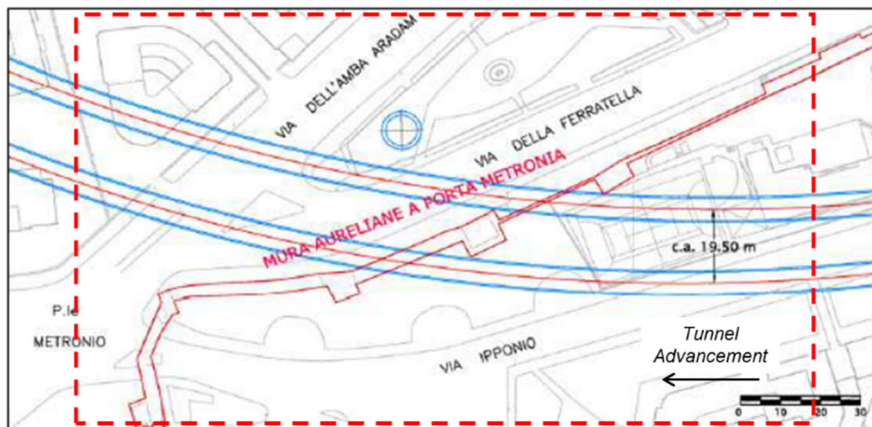 VIA DELL'AMBA ARADAM
VIA DELLA FERRATELLA
MURA AURELIANE A PORTA METRONIA
c.a. 19.50 m
P.le
METRONIO
VIA IPPONIO
Tunnel
Advancement
0 10 20 30